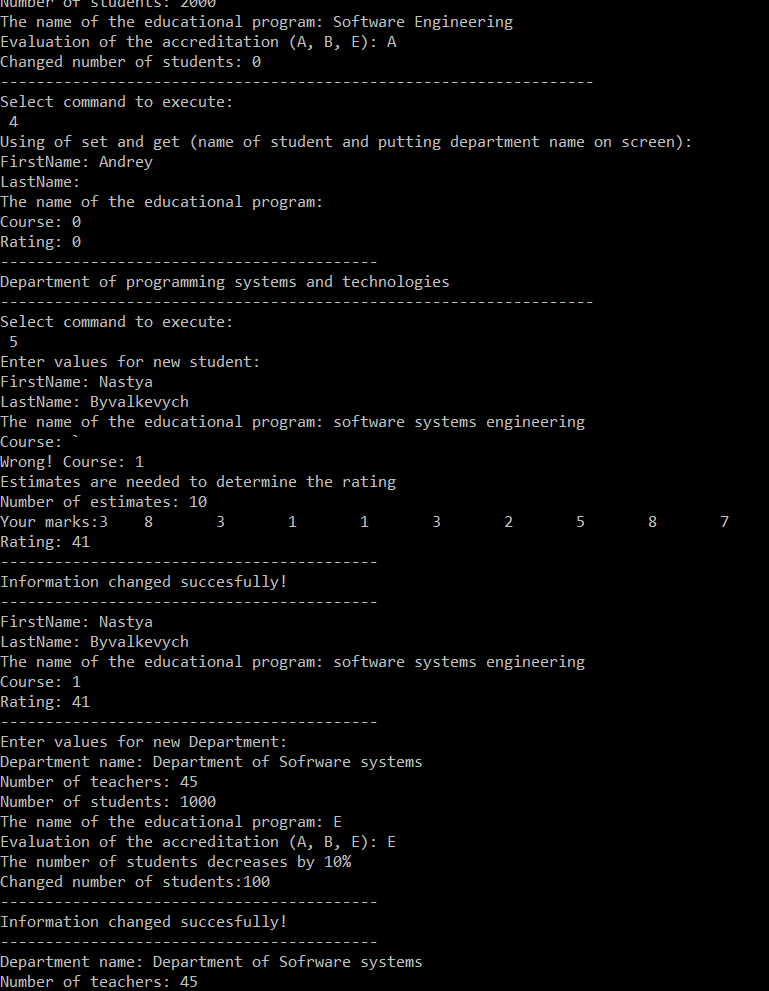 Number of students: 2000
The name of the educational program: Software Engineering
Evaluation of the accreditation (A, B, E): A
Changed number of students: 0
------------------------------------------------------------------
Select command to execute:
4
Using of set and get (name of student and putting department name on screen):
FirstName: Andrey
LastName:
The name of the educational program:
Course: 0
Rating: 0
------------------------------------------
Department of programming systems and technologies
------------------------------------------------------------------
Select command to execute:
5
Enter values for new student:
FirstName: Nastya
LastName: Byvalkevych
The name of the educational program: software systems engineering
Course: `
Wrong! Course: 1
Estimates are needed to determine the rating
Number of estimates: 10
Your marks:3 8 3 1 1 3 2 5 8 7
Rating: 41
------------------------------------------
Information changed succesfully!
------------------------------------------
FirstName: Nastya
LastName: Byvalkevych
The name of the educational program: software systems engineering
Course: 1
Rating: 41
------------------------------------------
Enter values for new Department:
Department name: Department of Sofrware systems
Number of teachers: 45
Number of students: 1000
The name of the educational program: E
Evaluation of the accreditation (A, B, E): E
The number of students decreases by 10%
Changed number of students:100
------------------------------------------
Information changed succesfully!
------------------------------------------
Department name: Department of Sofrware systems
Number of teachers: 45